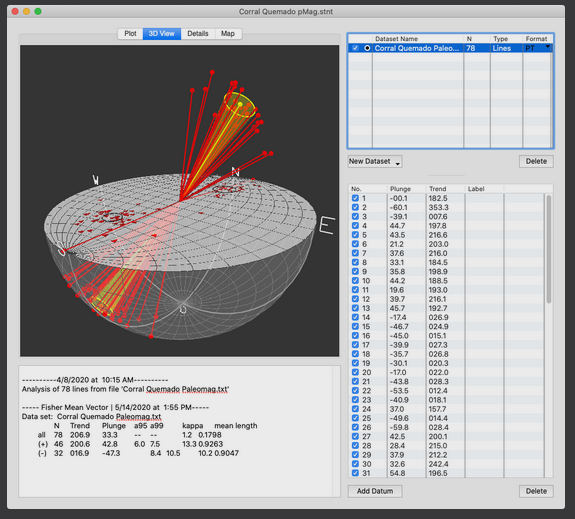 Corral Quemado pMag.stnt
Plot 3D View Details Map
W N E
Dataset Name N Type Format
Corral Quemado Paleo... 78 Lines PT
New Dataset Delete
No. Plunge Trend Label
1 -00.1 182.5
2 -60.1 353.3
3 -39.1 007.6
4 44.7 197.8
5 43.5 216.6
6 21.2 203.0
7 37.6 216.0
8 33.1 184.5
9 35.8 198.9
10 44.2 188.5
11 19.6 193.0
12 39.7 216.1
13 45.7 192.7
14 -17.4 026.9
15 -46.7 024.9
16 -45.0 015.1
17 -39.9 027.3
18 -35.7 026.8
19 -30.1 020.3
20 -17.0 022.0
21 -43.8 028.3
22 -53.5 012.4
23 -40.9 018.1
24 37.0 157.7
25 -49.6 014.4
26 -59.8 028.4
27 42.5 200.1
28 28.4 215.0
29 37.9 212.2
30 32.6 242.4
31 54.8 196.5
Add Datum Delete
----------4/8/2020 at 10:15 AM----------
Analysis of 78 lines from file 'Corral Quemado Paleomag.txt'
----- Fisher Mean Vector | 5/14/2020 at 1:55 PM-----
Data set: Corral Quemado Paleomag.txt
N Trend Plunge a95 a99 kappa mean length
all 78 206.9 33.3 -- -- 1.2 0.1798
(+) 46 200.6 42.8 6.0 7.5 13.3 0.9263
(-) 32 016.9 -47.3 8.4 10.5 10.2 0.9047